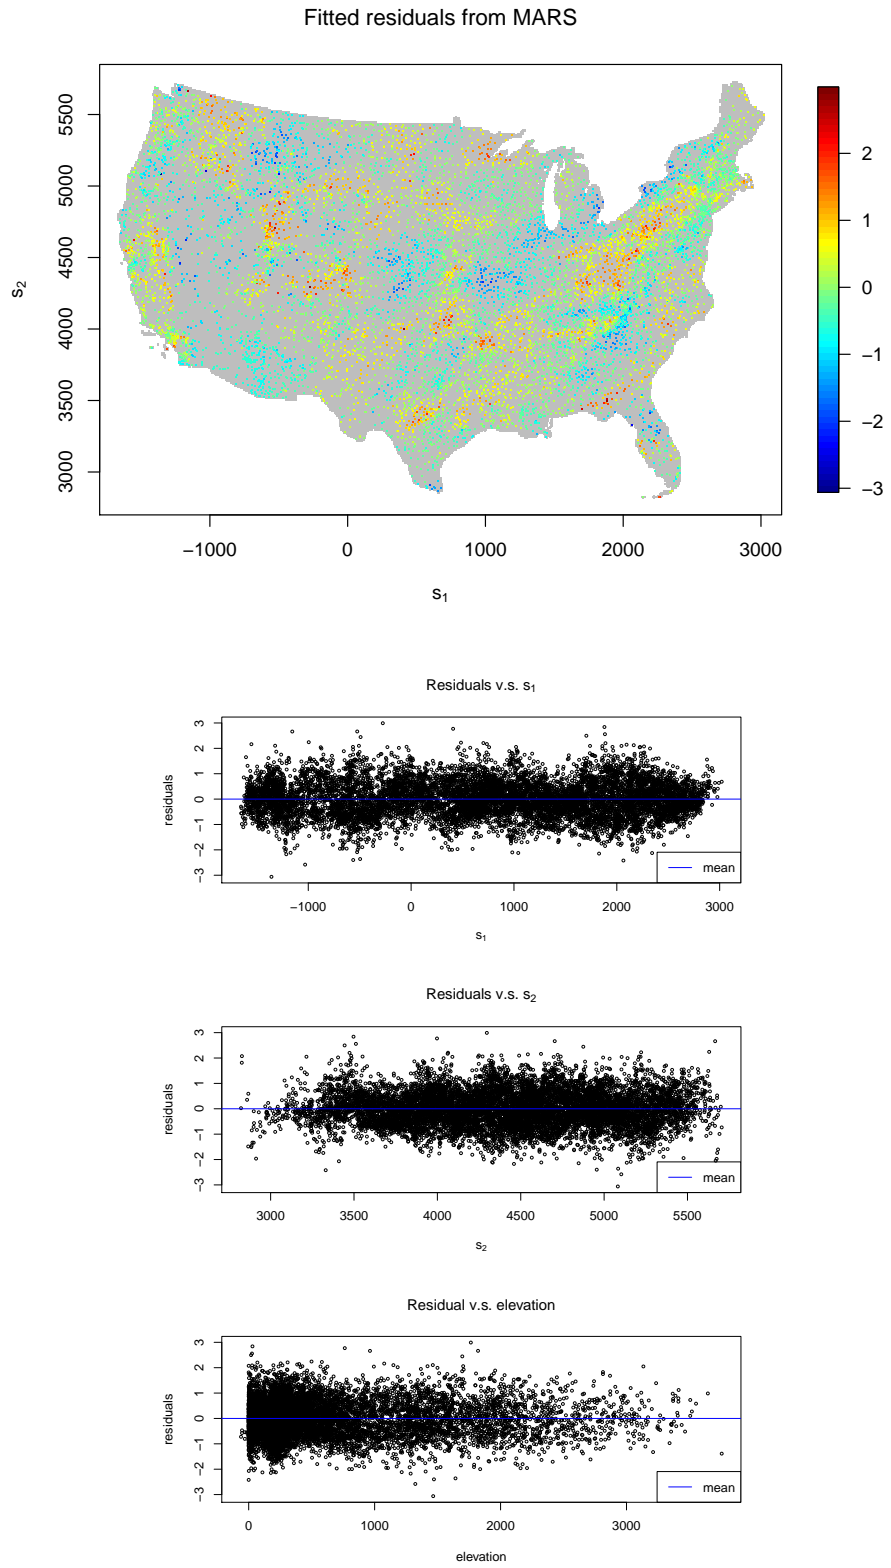 Fitted residuals from MARS
s₂
5500
5000
4500
4000
3500
3000
−1000 0 1000 2000 3000
s₁
2
1
0
−1
−2
−3
Residuals v.s. s₁
residuals
3
2
1
0
−1
−2
−3
mean
−1000 0 1000 2000 3000
s₁
Residuals v.s. s₂
residuals
3
2
1
0
−1
−2
−3
mean
3000 3500 4000 4500 5000 5500
s₂
Residual v.s. elevation
residuals
3
2
1
0
−1
−2
−3
mean
0 1000 2000 3000
elevation